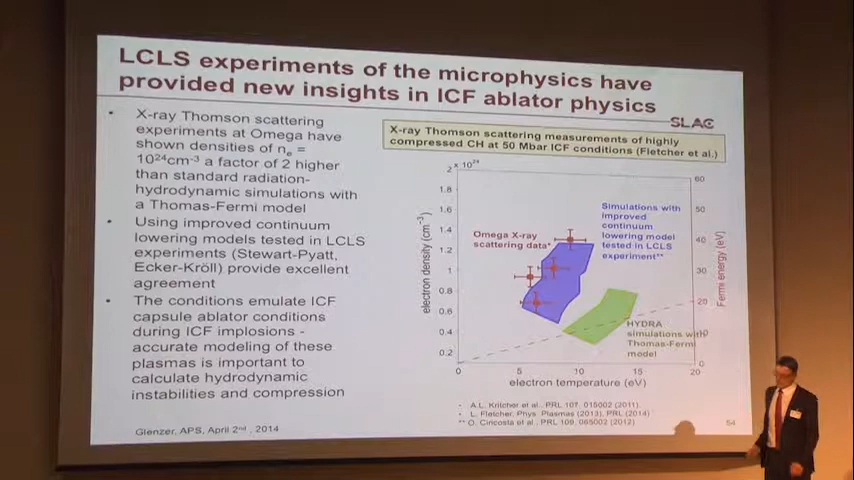 LCLS experiments of the microphysics have
provided new insights in ICF ablator physics
SLAC
• X-ray Thomson scattering
experiments at Omega have
shown densities of nₑ =
10²⁴cm⁻³ a factor of 2 higher
than standard radiation-
hydrodynamic simulations with
a Thomas-Fermi model
• Using improved continuum
lowering models tested in LCLS
experiments (Stewart-Pyatt,
Ecker-Kröll) provide excellent
agreement
• The conditions emulate ICF
capsule ablator conditions
during ICF implosions -
accurate modeling of these
plasmas is important to
calculate hydrodynamic
instabilities and compression
X-ray Thomson scattering measurements of highly
compressed CH at 50 Mbar ICF conditions (Fletcher et al.)
x 10²⁴
2
1.8
1.6
1.4
1.2
1
0.8
0.6
0.4
0.2
electron density (cm⁻³)
Omega X-ray
scattering data*
Simulations with
improved
continuum
lowering model
tested in LCLS
experiment**
HYDRA
simulations with
Thomas-Fermi
model
60
50
40
30
20
10
0
Fermi energy (eV)
0
5
10
15
20
electron temperature (eV)
• A.L. Kritcher et al., PRL 107, 015002 (2011).
• L. Fletcher, Phys. Plasmas (2013), PRL (2014)
** O. Ciricosta et al., PRL 109, 065002 (2012)
Glenzer, APS, April 2ⁿᵈ, 2014
54